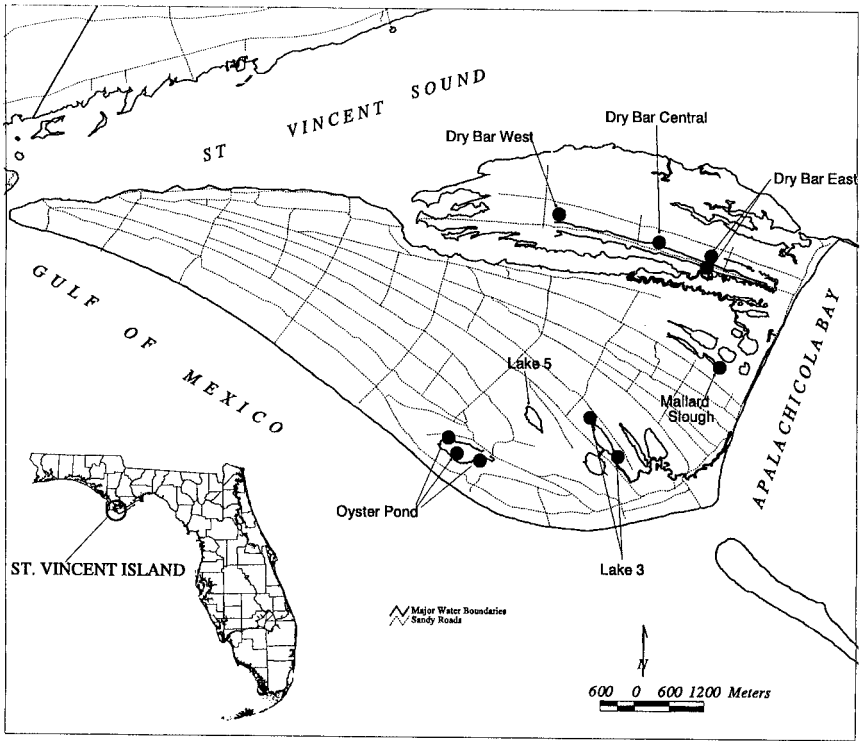 ST VINCENT SOUND
Dry Bar Central
Dry Bar West
Dry Bar East
GULF OF MEXICO
APALACHICOLA BAY
Lake 5
Mallard
Slough
Oyster Pond
ST. VINCENT ISLAND
Lake 3
Major Water Boundaries
Sandy Roads
N
600 0 600 1200 Meters